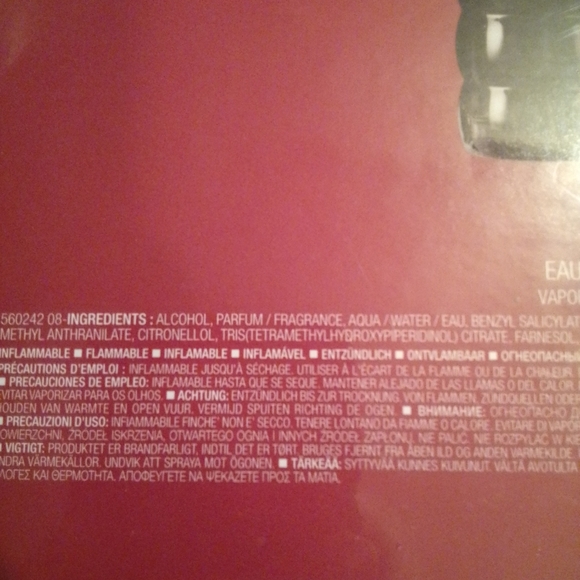 EAU
VAPO
560242 08-INGREDIENTS : ALCOHOL, PARFUM / FRAGRANCE, AQUA / WATER / EAU, BENZYL SALICYLAT
METHYL ANTHRANILATE, CITRONELLOL, TRIS(TETRAMETHYLHYDROXYPIPERIDINOL) CITRATE, FARNESOL,
INFLAMMABLE ■ FLAMMABLE ■ INFLAMABLE ■ INFLAMÁVEL ■ ENTZÜNDLICH ■ ONTVLAMBAAR ■ ОГНЕОПАСНЫ
PRÉCAUTIONS D'EMPLOI : INFLAMMABLE JUSQU'À SÉCHAGE. UTILISER À L'ÉCART DE LA FLAMME OU DE LA CHALEUR.
■ PRECAUCIONES DE EMPLEO: INFLAMABLE HASTA QUE SE SEQUE. MANTENER ALEJADO DE LAS LLAMAS O DEL CALOR.
EVITAR VAPORIZAR PARA OS OLHOS. ■ ACHTUNG: ENTZÜNDLICH BIS ZUR TROCKNUNG VON FLAMMEN, ZÜNDQUELLEN ODER
HOUDEN VAN WARMTE EN OPEN VUUR. VERMIJD SPUITEN RICHTING DE OGEN. ■ ВНИМАНИЕ: ОГНЕОПАСНО
■ PRECAUZIONI D'USO: INFIAMMABILE FINCHE' NON E' SECCO. TENERE LONTANO DA FIAMME O CALORE. EVITARE DI VAPO
POWIERZCHNI, ŹRÓDEŁ ISKRZENIA, OTWARTEGO OGNIA I INNYCH ŹRÓDEŁ ZAPŁONU. NIE PALIĆ. NIE ROZPYLAĆ W
■ VIGTIGT: PRODUKTET ER BRANDFARLIGT, INDTIL DET ER TØRT. BRUGES FJERNT FRA ÅBEN ILD OG ANDEN VARMEKILDE.
NDRA VÄRMEKÄLLOR. UNDVIK ATT SPRAYA MOT ÖGONEN. ■ TÄRKEÄÄ: SYTTYVÄÄ KUNNES KUIVUNUT. VÄLTÄ AVOTULTA
ΛΟΓΕΣ ΚΑΙ ΘΕΡΜΟΤΗΤΑ. ΑΠΟΦΕΥΓΕΤΕ ΝΑ ΨΕΚΑΖΕΤΕ ΠΡΟΣ ΤΑ ΜΑΤΙΑ.